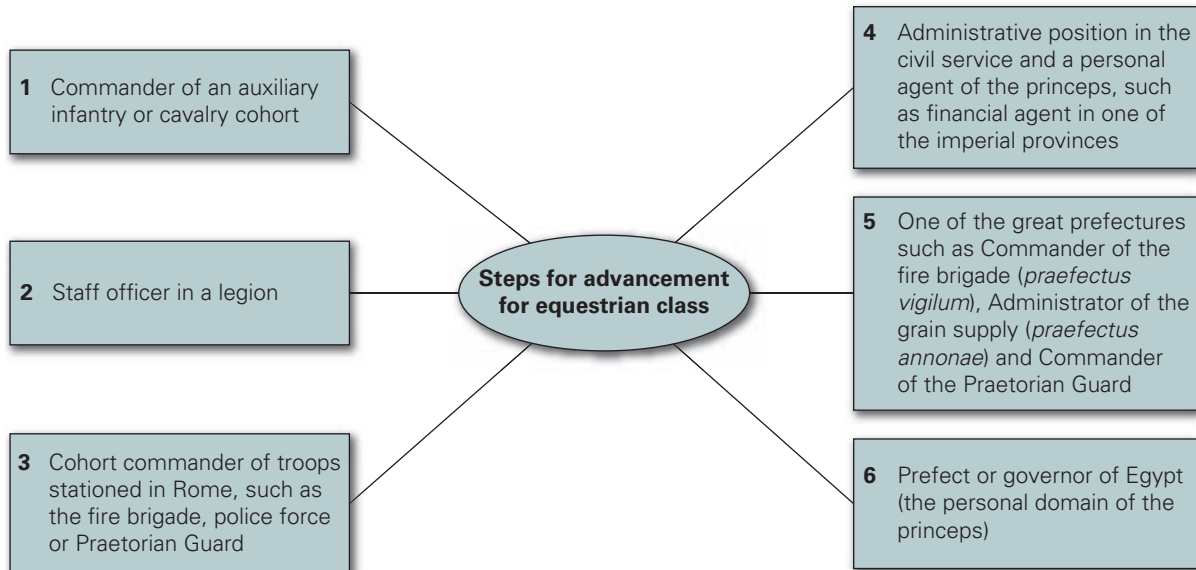 1 Commander of an auxiliary
infantry or cavalry cohort
2 Staff officer in a legion
3 Cohort commander of troops
stationed in Rome, such as
the fire brigade, police force
or Praetorian Guard
Steps for advancement
for equestrian class
4 Administrative position in the
civil service and a personal
agent of the princeps, such
as financial agent in one of
the imperial provinces
5 One of the great prefectures
such as Commander of the
fire brigade (praefectus
vigilum), Administrator of the
grain supply (praefectus
annonae) and Commander
of the Praetorian Guard
6 Prefect or governor of Egypt
(the personal domain of the
princeps)